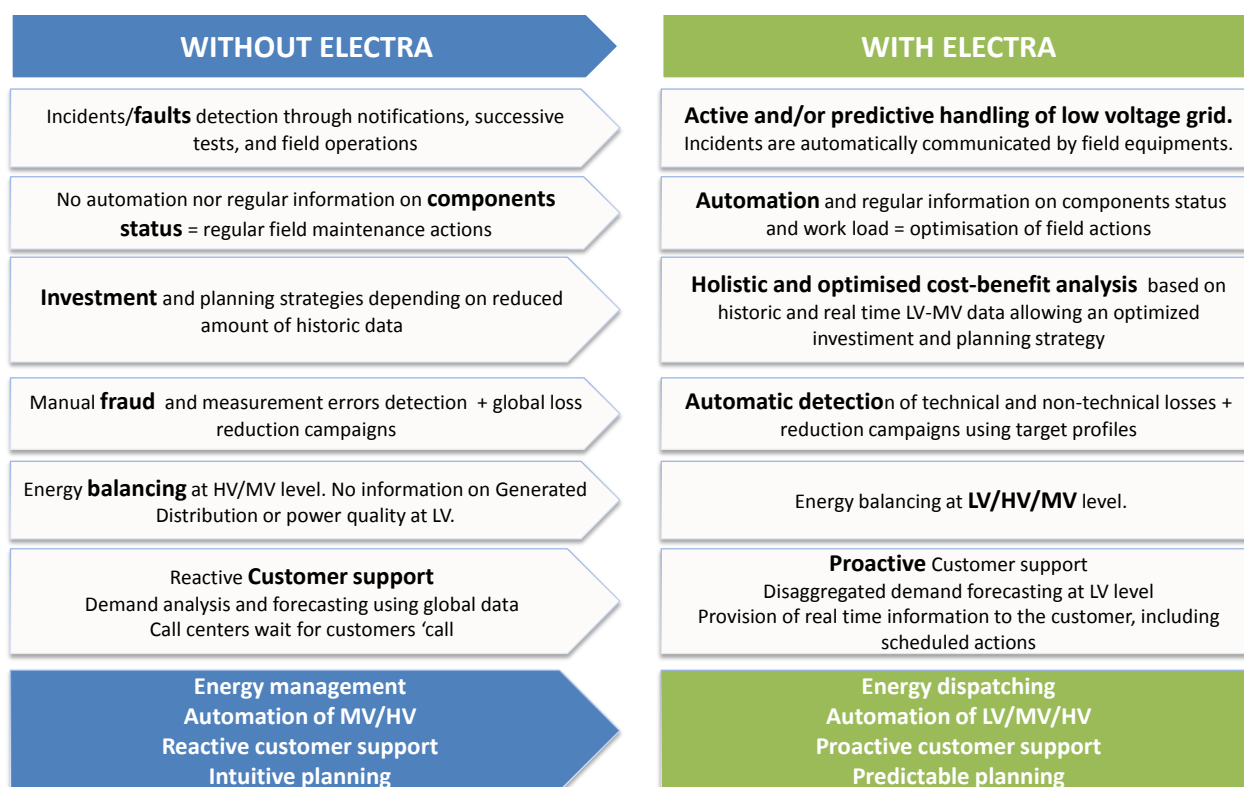 WITHOUT ELECTRA
WITH ELECTRA
Incidents/faults detection through notifications, successive
tests, and field operations
Active and/or predictive handling of low voltage grid.
Incidents are automatically communicated by field equipments.
No automation nor regular information on components
status = regular field maintenance actions
Automation and regular information on components status
and work load = optimisation of field actions
Investment and planning strategies depending on reduced
amount of historic data
Holistic and optimised cost-benefit analysis based on
historic and real time LV-MV data allowing an optimized
investiment and planning strategy
Manual fraud and measurement errors detection + global loss
reduction campaigns
Automatic detection of technical and non-technical losses +
reduction campaigns using target profiles
Energy balancing at HV/MV level. No information on Generated
Distribution or power quality at LV.
Energy balancing at LV/HV/MV level.
Reactive Customer support
Demand analysis and forecasting using global data
Call centers wait for customers ‘call
Proactive Customer support
Disaggregated demand forecasting at LV level
Provision of real time information to the customer, including
scheduled actions
Energy management
Automation of MV/HV
Reactive customer support
Intuitive planning
Energy dispatching
Automation of LV/MV/HV
Proactive customer support
Predictable planning